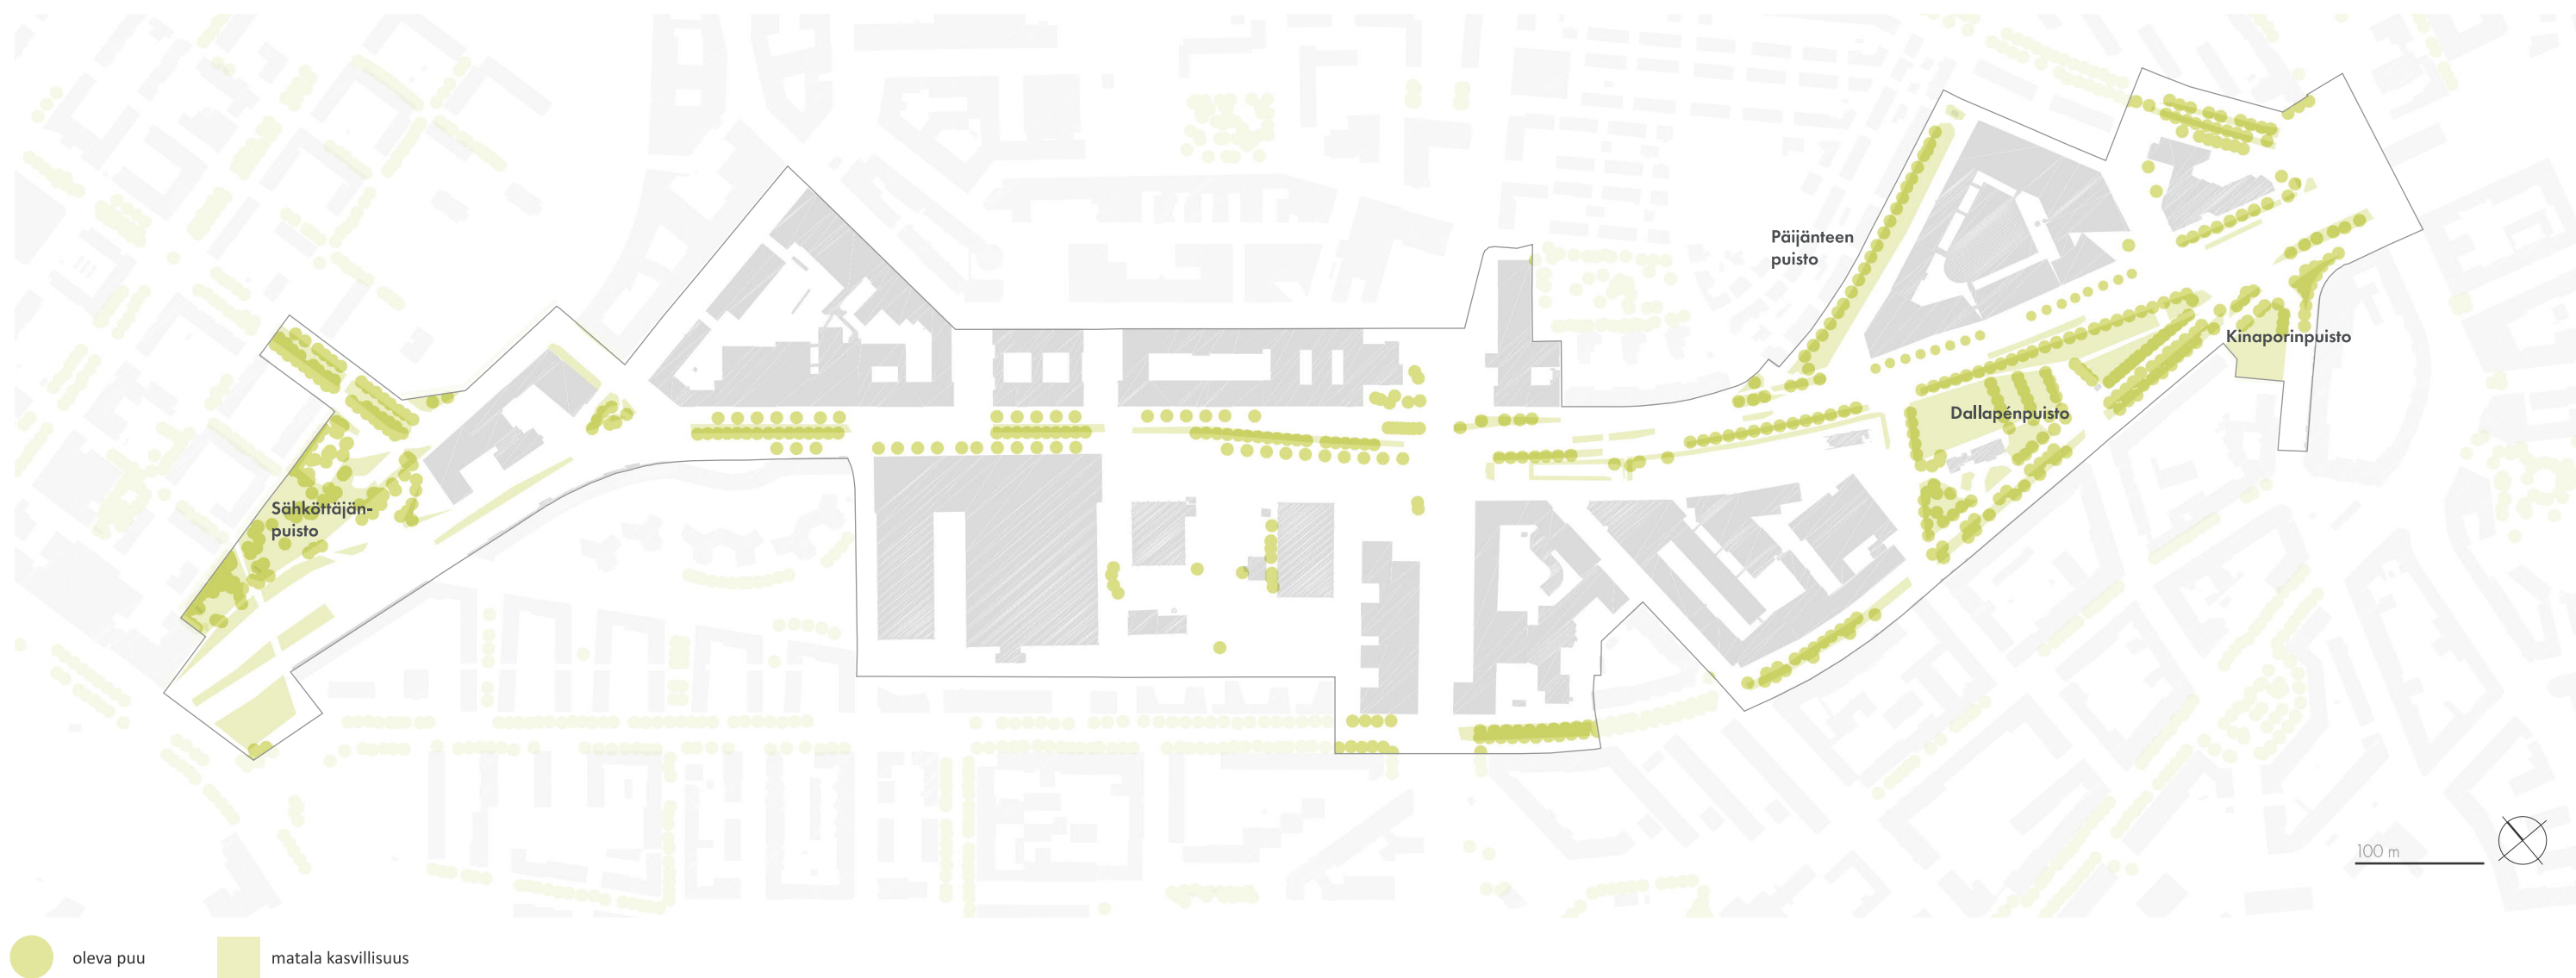 Päijänteen
puisto
Kinaporinpuisto
Dallapénpuisto
Sähköttäjän-
puisto
100 m
oleva puu
matala kasvillisuus